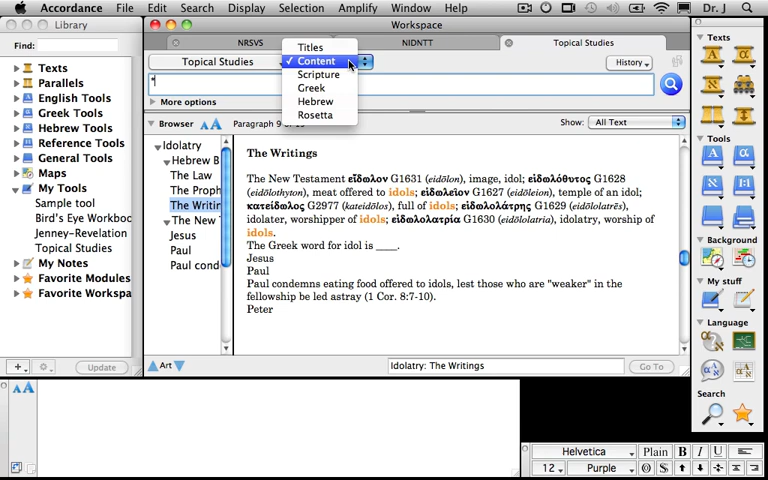 Accordance File Edit Search Display Selection Amplify Window Help Dr. J
Library
Workspace
NRSVS NIDNTT Topical Studies
Find:
Topical Studies
Titles
✓ Content
Scripture
Greek
Hebrew
Rosetta
History
*
More options
Browser Paragraph 9 of
Show: All Text
Texts
Parallels
English Tools
Greek Tools
Hebrew Tools
Reference Tools
General Tools
Maps
My Tools
Sample tool
Bird's Eye Workboo
Jenney-Revelation
Topical Studies
My Notes
Favorite Modules
Favorite Workspa
Update
Idolatry
Hebrew B
The Law
The Proph
The Writin
The New
Jesus
Paul
Paul cond
The Writings
The New Testament εἴδωλον G1631 (eidōlon), image, idol; εἰδωλόθυτος G1628
(eidōlothyton), meat offered to idols; εἰδωλεῖον G1627 (eidōleion), temple of an idol;
κατείδωλος G2977 (kateidōlos), full of idols; εἰδωλολάτρης G1629 (eidōlolatrēs),
idolater, worshipper of idols; εἰδωλολατρία G1630 (eidōlolatria), idolatry, worship of
idols.
The Greek word for idol is ____.
Jesus
Paul
Paul condemns eating food offered to idols, lest those who are "weaker" in the
fellowship be led astray (1 Cor. 8:7-10).
Peter
Art
Idolatry: The Writings
Go To
Texts
Tools
Background
My stuff
Language
Search
Helvetica Plain B I U
12 Purple